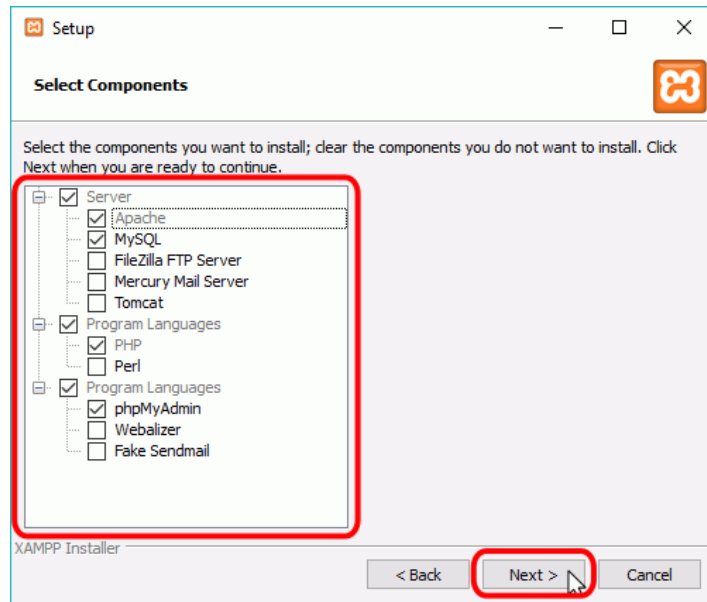 Setup
Select Components
Select the components you want to install; clear the components you do not want to install. Click
Next when you are ready to continue.
Server
Apache
MySQL
FileZilla FTP Server
Mercury Mail Server
Tomcat
Program Languages
PHP
Perl
Program Languages
phpMyAdmin
Webalizer
Fake Sendmail
XAMPP Installer
< Back
Next >
Cancel